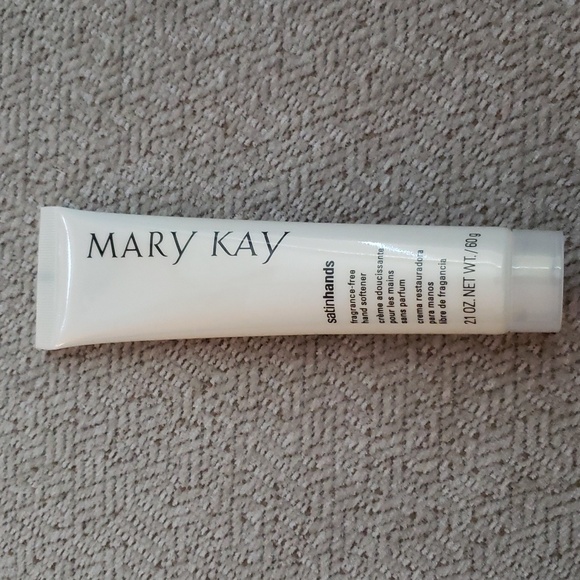 MARY KAY
satinhands
fragrance-free
hand softener
crème adoucissante
pour les mains
sans parfum
crema restauradora
para manos
libre de fragancia
2.1 OZ. NET WT. / 60 g